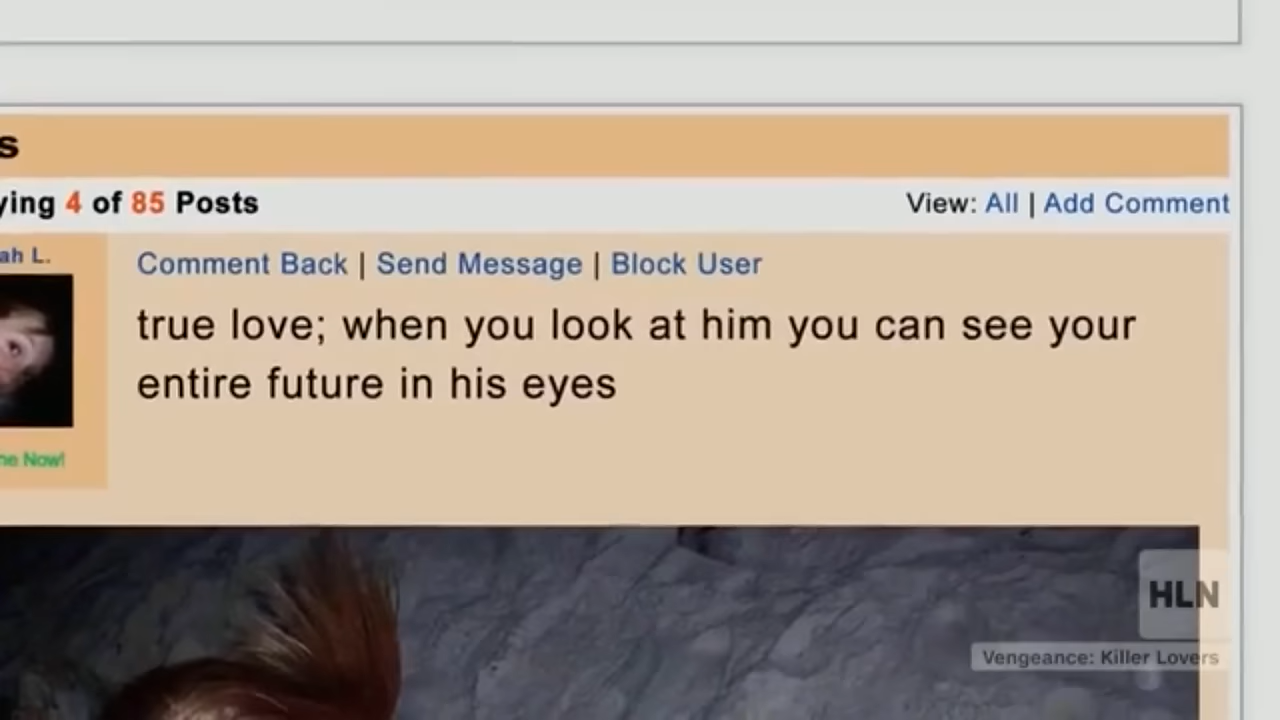 s
ying 4 of 85 Posts View: All | Add Comment
ah L. Comment Back | Send Message | Block User
true love; when you look at him you can see your
entire future in his eyes
ne Now!
HLN
Vengeance: Killer Lovers